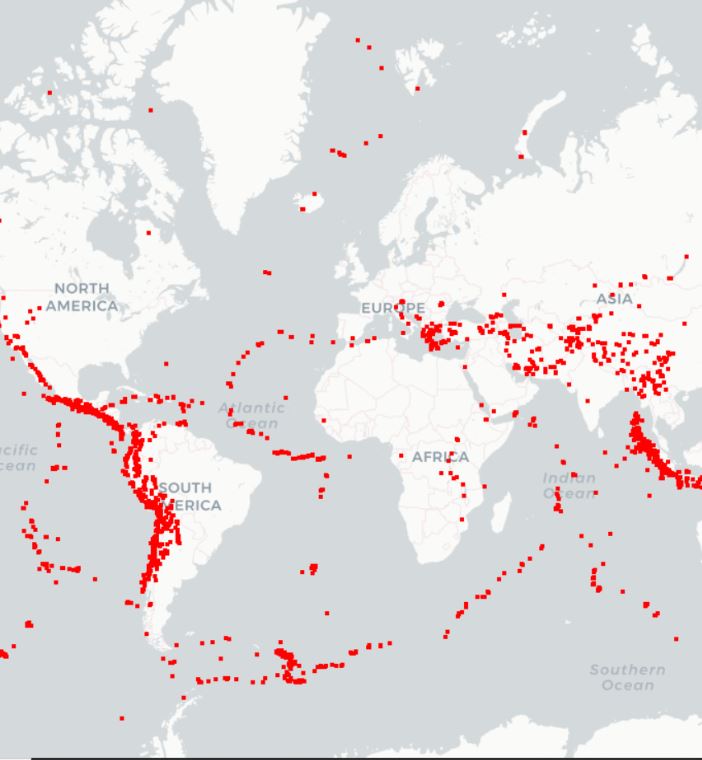 NORTH
AMERICA
EUROPE
ASIA
Atlantic
Ocean
acific
cean
AFRICA
SOUTH
AMERICA
Indian
Ocean
Southern
Ocean